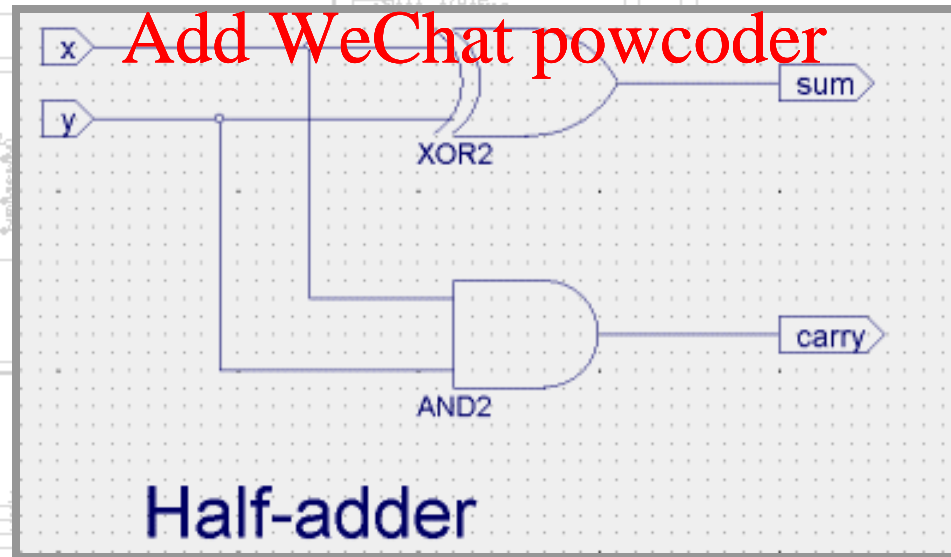 Add WeChat powcoder
x
sum
y
XOR2
carry
AND2
Half-adder